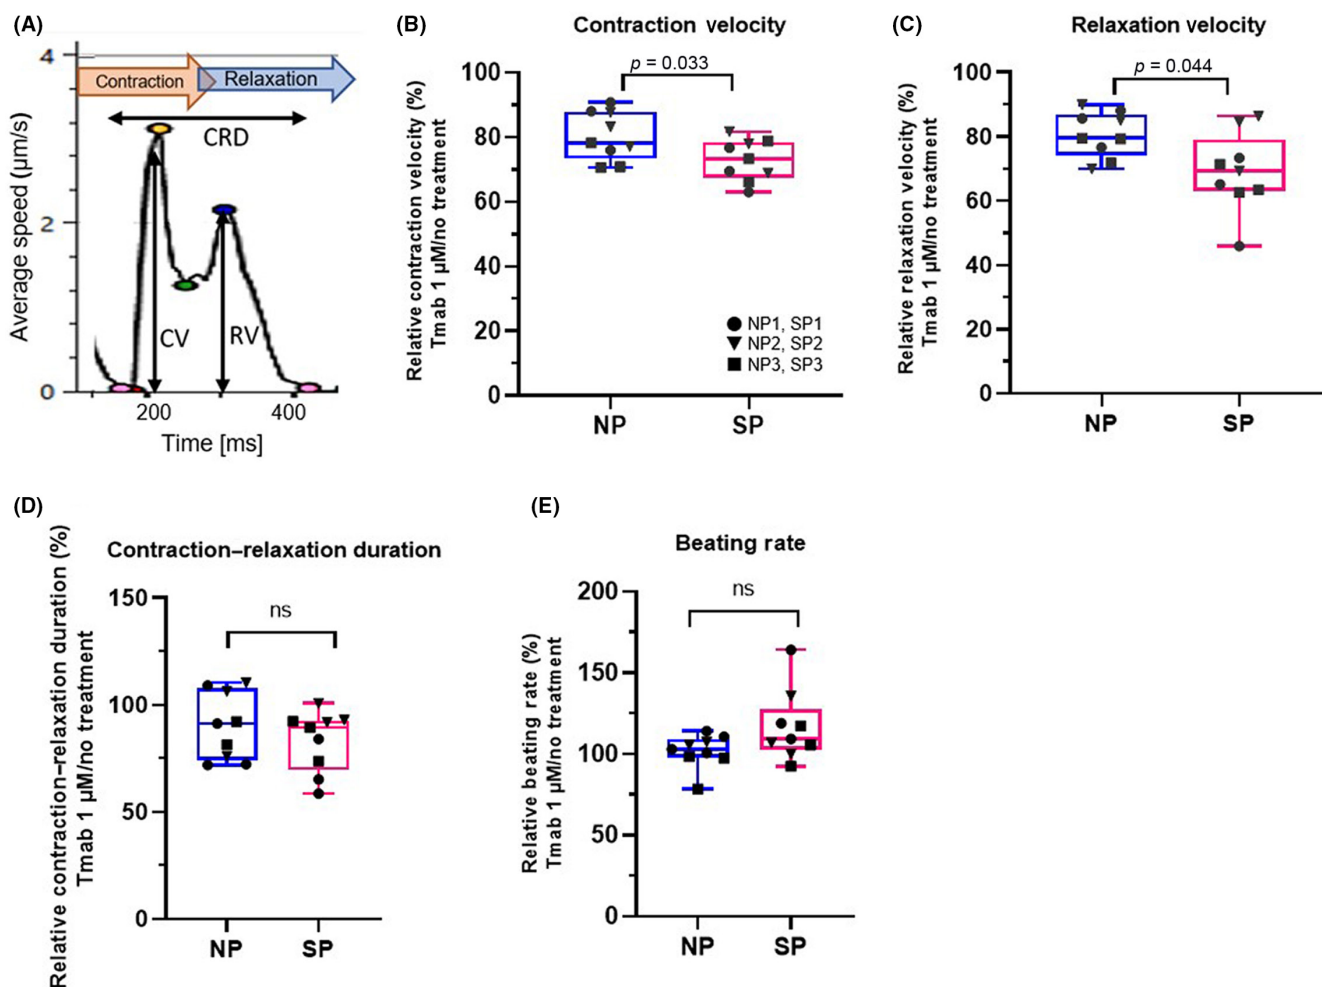 (A)
4
2
0
Average speed (μm/s)
Contraction
Relaxation
CRD
CV
RV
200
400
Time [ms]
(B)
Contraction velocity
p = 0.033
100
80
60
40
20
0
Relative contraction velocity (%)
Tmab 1 μM/no treatment
NP1, SP1
NP2, SP2
NP3, SP3
NP
SP
(C)
Relaxation velocity
p = 0.044
100
80
60
40
20
0
Relative relaxation velocity (%)
Tmab 1 μM/no treatment
NP
SP
(D)
Contraction–relaxation duration
ns
150
100
50
0
Relative contraction–relaxation duration (%)
Tmab 1 μM/no treatment
NP
SP
(E)
Beating rate
ns
200
150
100
50
0
Relative beating rate (%)
Tmab 1 μM/no treatment
NP
SP